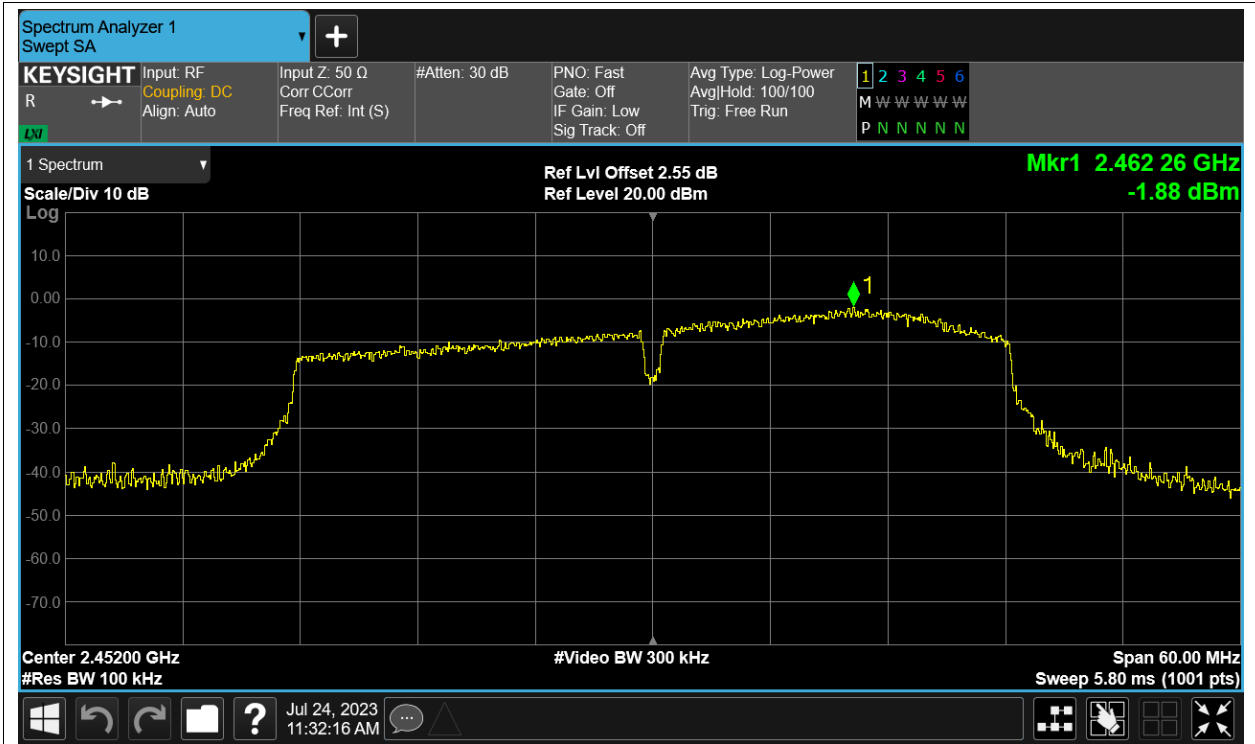 Spectrum Analyzer 1
Swept SA
KEYSIGHT
R
LXI
Input: RF
Coupling: DC
Align: Auto
Input Z: 50 Ω
Corr CCorr
Freq Ref: Int (S)
#Atten: 30 dB
PNO: Fast
Gate: Off
IF Gain: Low
Sig Track: Off
Avg Type: Log-Power
Avg|Hold: 100/100
Trig: Free Run
1 2 3 4 5 6
M W W W W W
P N N N N N
1 Spectrum
Scale/Div 10 dB
Log
Ref Lvl Offset 2.55 dB
Ref Level 20.00 dBm
Mkr1 2.462 26 GHz
-1.88 dBm
1
10.0
0.00
-10.0
-20.0
-30.0
-40.0
-50.0
-60.0
-70.0
Center 2.45200 GHz
#Video BW 300 kHz
Span 60.00 MHz
#Res BW 100 kHz
Sweep 5.80 ms (1001 pts)
?
Jul 24, 2023
11:32:16 AM